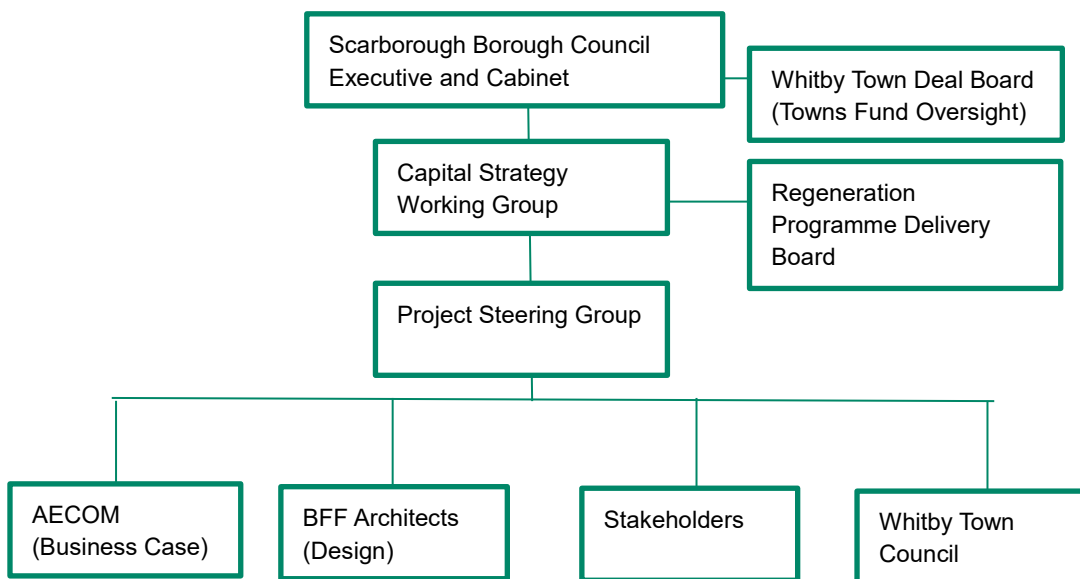 Scarborough Borough Council
Executive and Cabinet
Whitby Town Deal Board
(Towns Fund Oversight)
Capital Strategy
Working Group
Regeneration
Programme Delivery
Board
Project Steering Group
AECOM
(Business Case)
BFF Architects
(Design)
Stakeholders
Whitby Town
Council